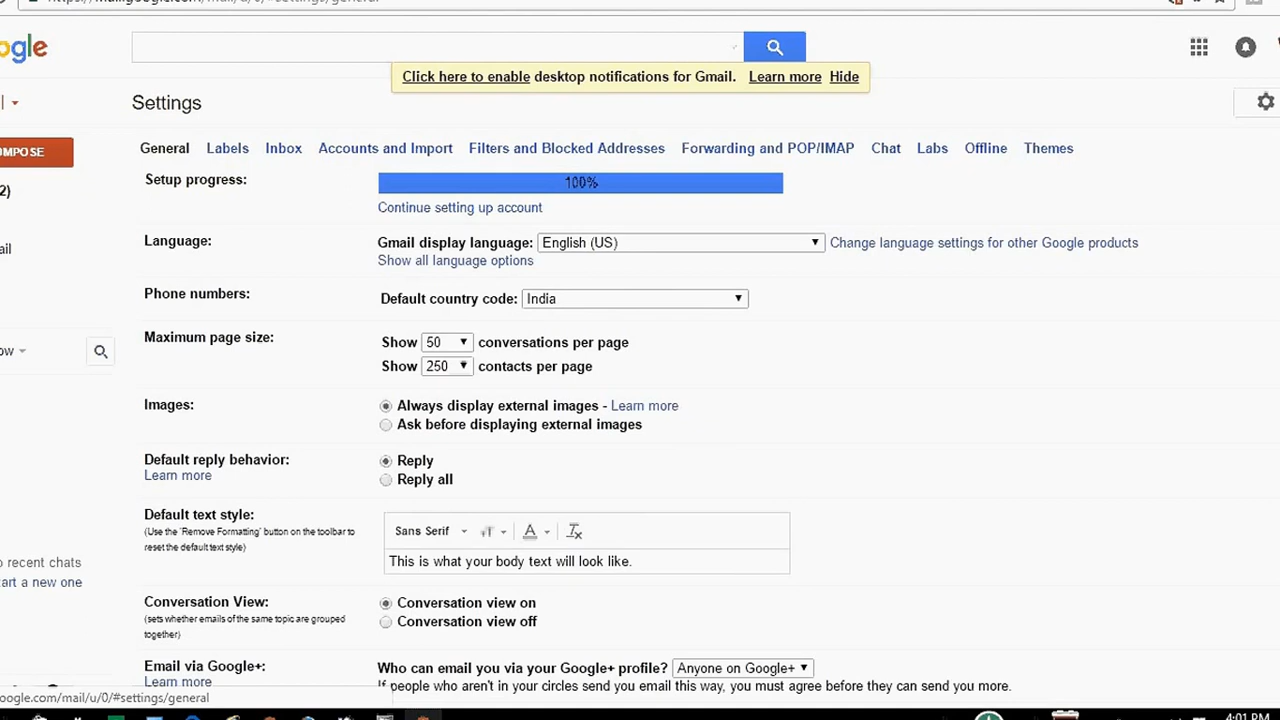 Click here to enable desktop notifications for Gmail. Learn more Hide
Settings
General Labels Inbox Accounts and Import Filters and Blocked Addresses Forwarding and POP/IMAP Chat Labs Offline Themes
Setup progress:
100%
Continue setting up account
Language:
Gmail display language: English (US) Change language settings for other Google products
Show all language options
Phone numbers:
Default country code: India
Maximum page size:
Show 50 conversations per page
Show 250 contacts per page
Images:
Always display external images - Learn more
Ask before displaying external images
Default reply behavior:
Learn more
Reply
Reply all
Default text style:
(Use the 'Remove Formatting' button on the toolbar to
reset the default text style)
Sans Serif
This is what your body text will look like.
Conversation View:
(sets whether emails of the same topic are grouped
together)
Conversation view on
Conversation view off
Email via Google+:
Learn more
Who can email you via your Google+ profile? Anyone on Google+
If people who aren't in your circles send you email this way, you must agree before they can send you more.
ogle
OMPOSE
2)
ail
ow
o recent chats
tart a new one
oogle.com/mail/u/0/#settings/general
4:01 PM